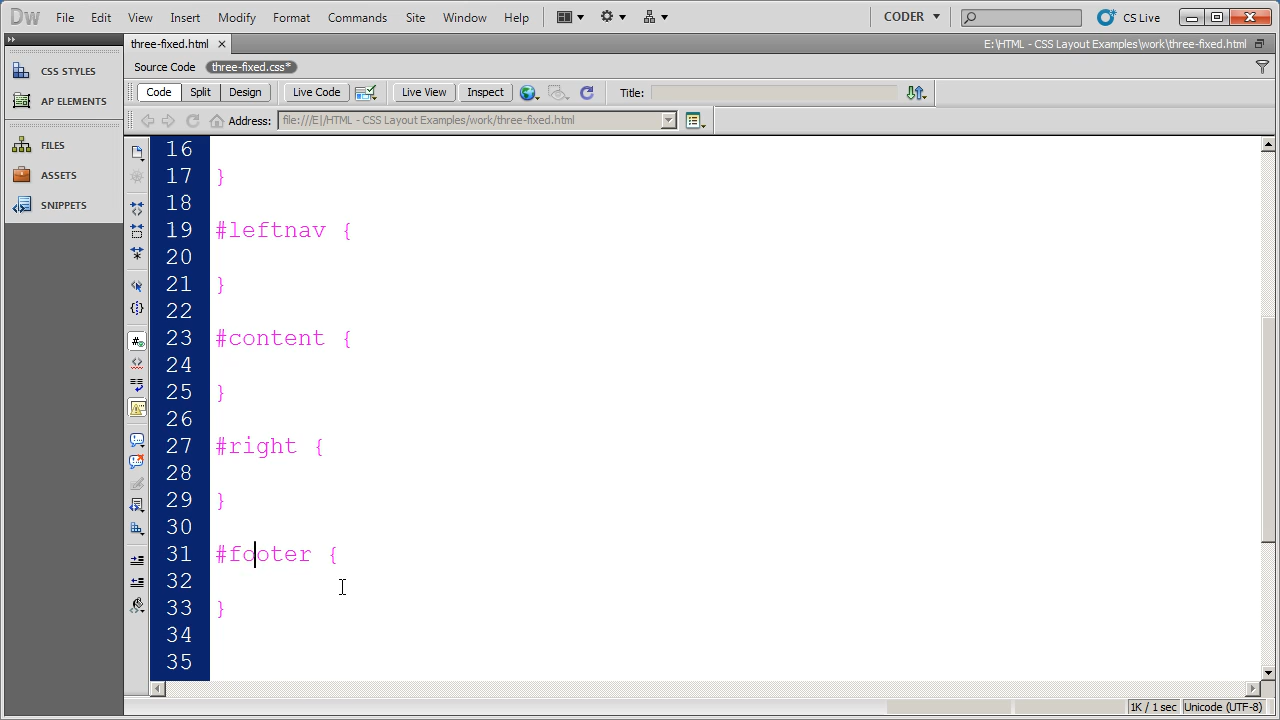 Dw File Edit View Insert Modify Format Commands Site Window Help CODER CS Live
three-fixed.html E:\HTML - CSS Layout Examples\work\three-fixed.html
Source Code three-fixed.css*
Code Split Design Live Code Live View Inspect Title:
Address: file:///E|/HTML - CSS Layout Examples/work/three-fixed.html
CSS STYLES
AP ELEMENTS
FILES
ASSETS
SNIPPETS
16
17 }
18
19 #leftnav {
20
21 }
22
23 #content {
24
25 }
26
27 #right {
28
29 }
30
31 #footer {
32
33 }
34
35
1K / 1 sec Unicode (UTF-8)